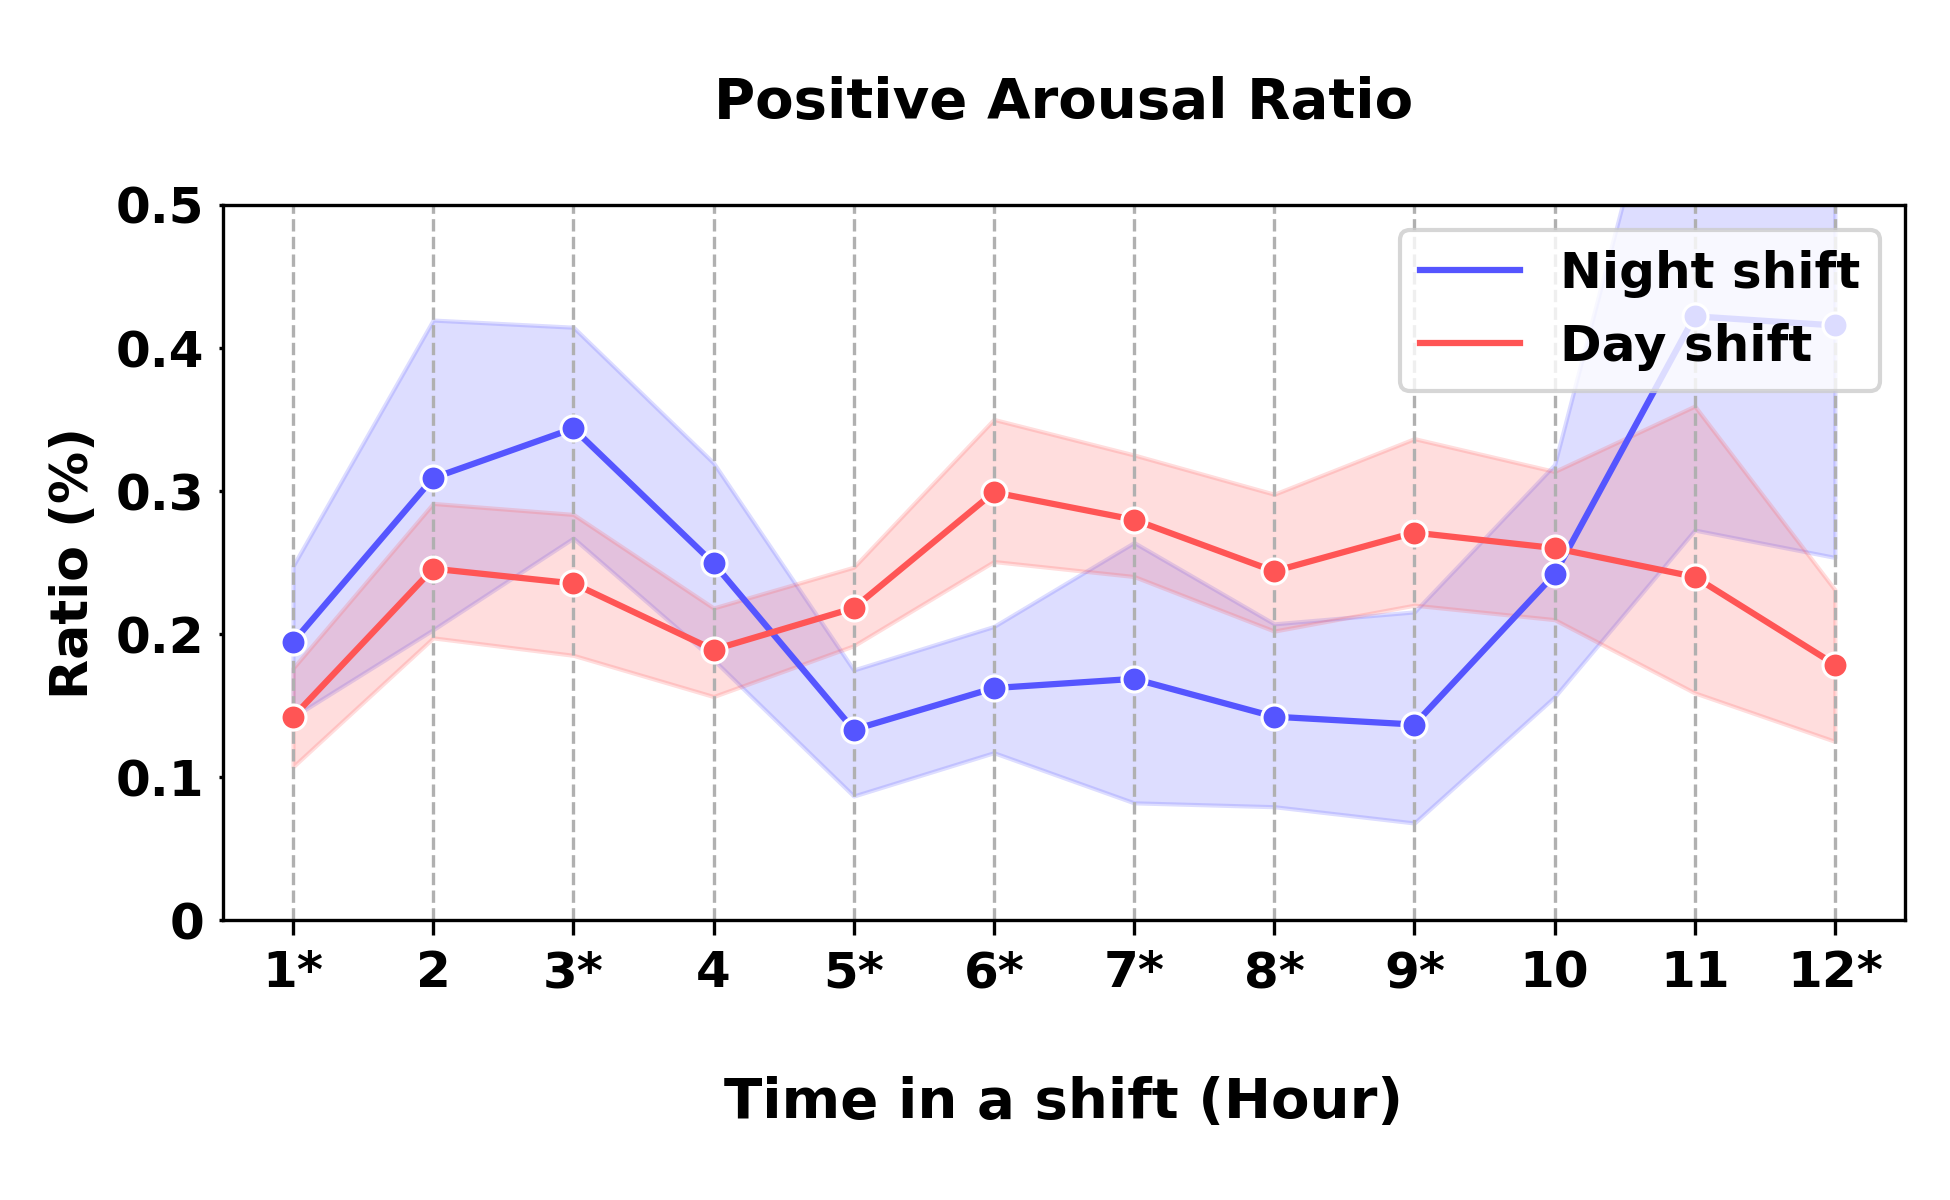 Positive Arousal Ratio
0.5
0.4
0.3
0.2
0.1
0
Ratio (%)
Night shift
Day shift
1* 2 3* 4 5* 6* 7* 8* 9* 10 11 12*
Time in a shift (Hour)